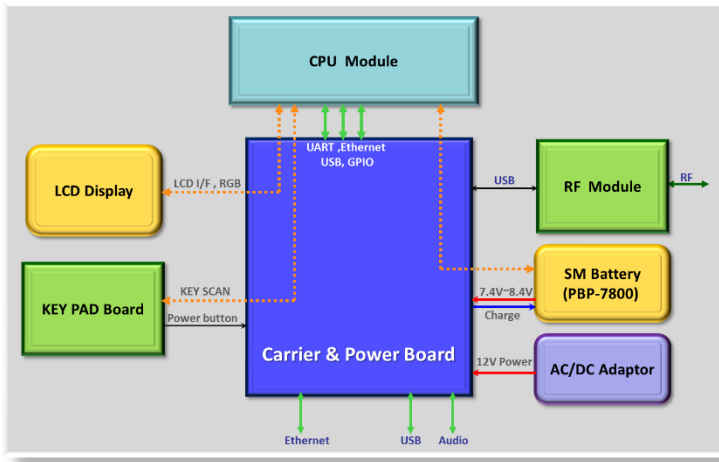 CPU Module
UART ,Ethernet
USB, GPIO
LCD Display
LCD I/F , RGB
USB
RF Module
RF
KEY PAD Board
KEY SCAN
Power button
7.4V~8.4V
Charge
SM Battery
(PBP-7800)
Carrier & Power Board
12V Power
AC/DC Adaptor
Ethernet
USB
Audio